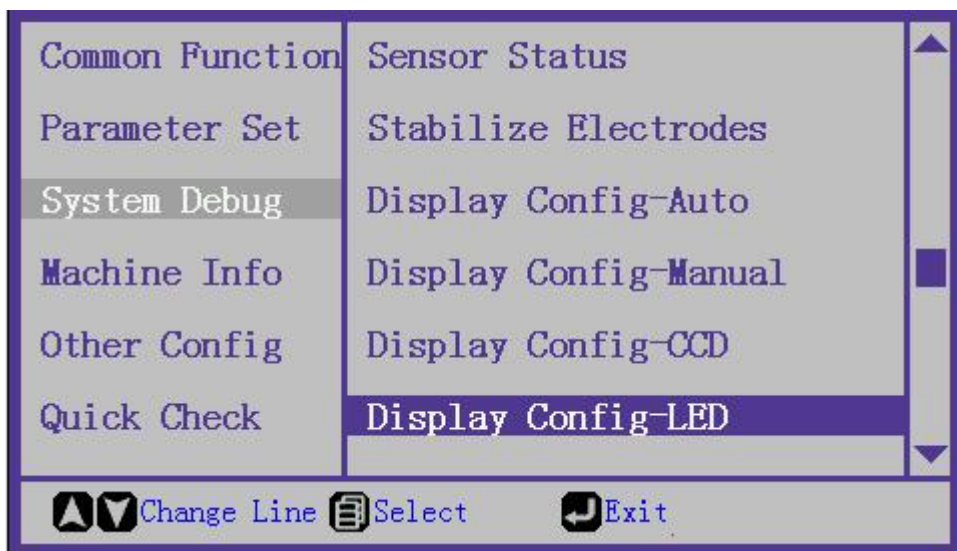 Common Function
Parameter Set
System Debug
Machine Info
Other Config
Quick Check
Sensor Status
Stabilize Electrodes
Display Config-Auto
Display Config-Manual
Display Config-CCD
Display Config-LED
Change Line Select Exit